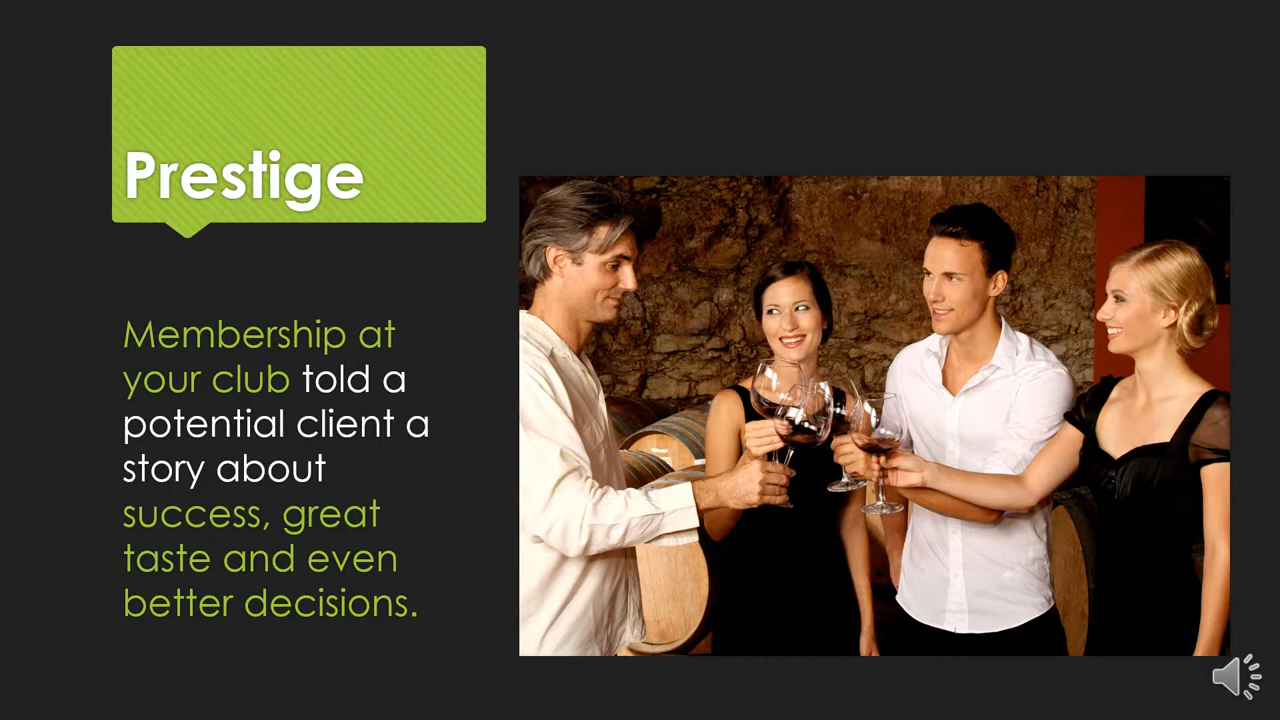 Prestige
Membership at
your club told a
potential client a
story about
success, great
taste and even
better decisions.